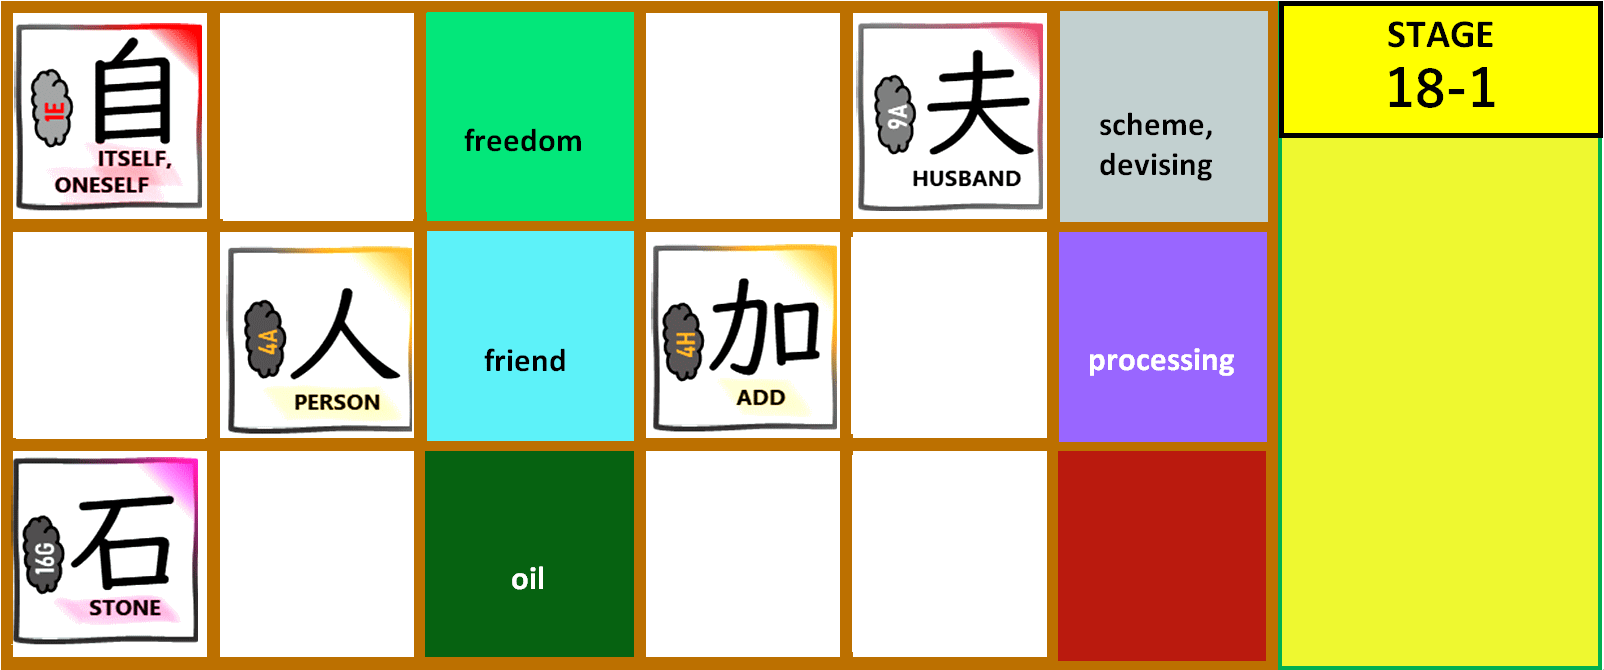 自
1E
ITSELF,
ONESELF
freedom
夫
9A
HUSBAND
scheme,
devising
STAGE
18-1
人
4A
PERSON
friend
加
4H
ADD
processing
石
16G
STONE
oil